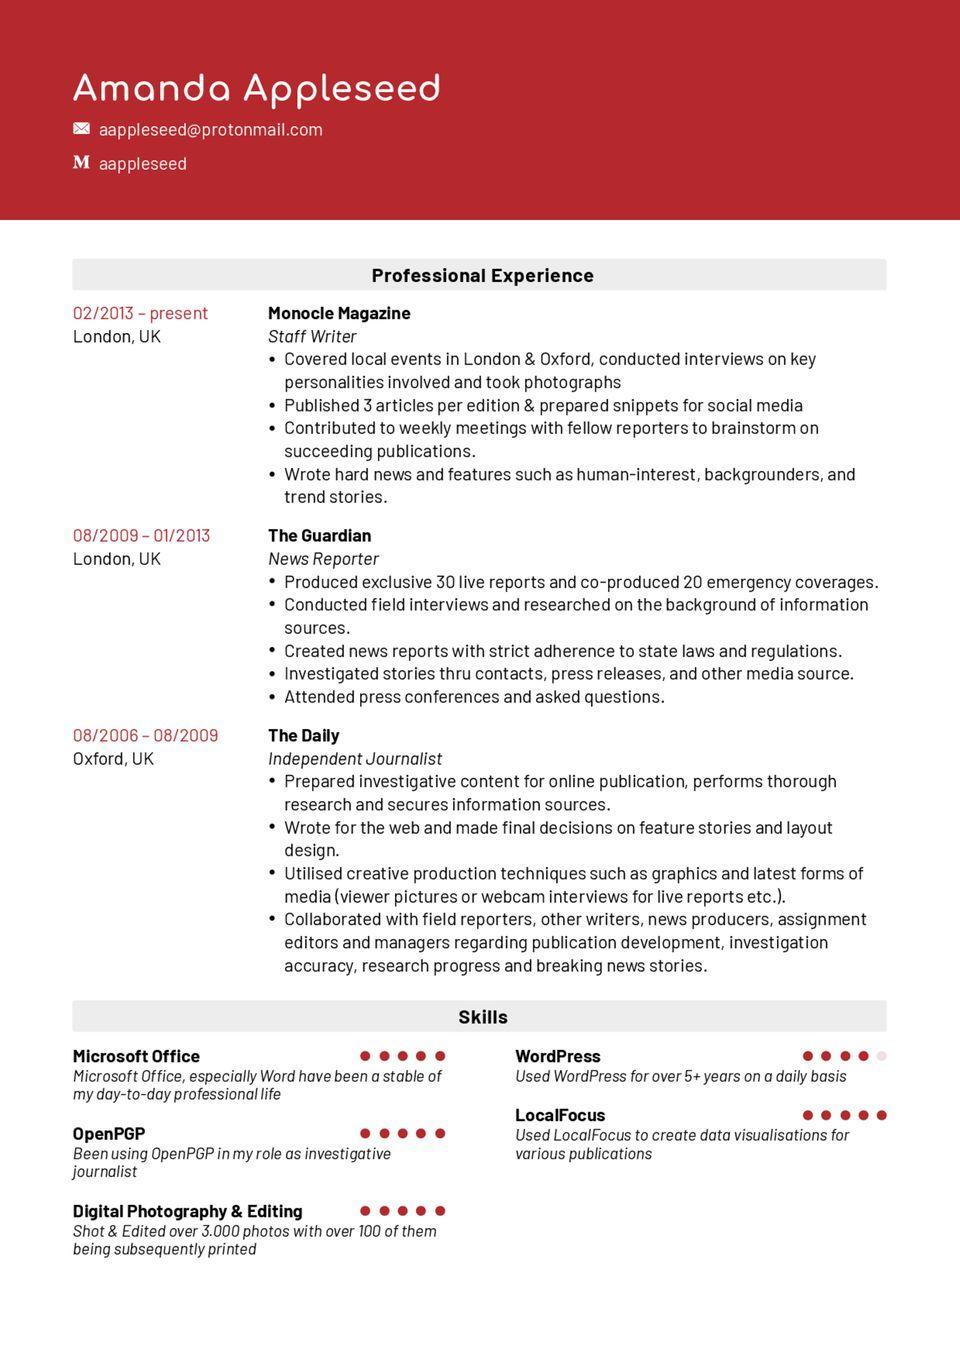 Amanda Appleseed
aappleseed@protonmail.com
M aappleseed
Professional Experience
02/2013 – present
London, UK
Monocle Magazine
Staff Writer
• Covered local events in London & Oxford, conducted interviews on key
personalities involved and took photographs
• Published 3 articles per edition & prepared snippets for social media
• Contributed to weekly meetings with fellow reporters to brainstorm on
succeeding publications.
• Wrote hard news and features such as human-interest, backgrounders, and
trend stories.
08/2009 – 01/2013
London, UK
The Guardian
News Reporter
• Produced exclusive 30 live reports and co-produced 20 emergency coverages.
• Conducted field interviews and researched on the background of information
sources.
• Created news reports with strict adherence to state laws and regulations.
• Investigated stories thru contacts, press releases, and other media source.
• Attended press conferences and asked questions.
08/2006 – 08/2009
Oxford, UK
The Daily
Independent Journalist
• Prepared investigative content for online publication, performs thorough
research and secures information sources.
• Wrote for the web and made final decisions on feature stories and layout
design.
• Utilised creative production techniques such as graphics and latest forms of
media (viewer pictures or webcam interviews for live reports etc.).
• Collaborated with field reporters, other writers, news producers, assignment
editors and managers regarding publication development, investigation
accuracy, research progress and breaking news stories.
Skills
Microsoft Office
Microsoft Office, especially Word have been a stable of
my day-to-day professional life
OpenPGP
Been using OpenPGP in my role as investigative
journalist
Digital Photography & Editing
Shot & Edited over 3.000 photos with over 100 of them
being subsequently printed
WordPress
Used WordPress for over 5+ years on a daily basis
LocalFocus
Used LocalFocus to create data visualisations for
various publications